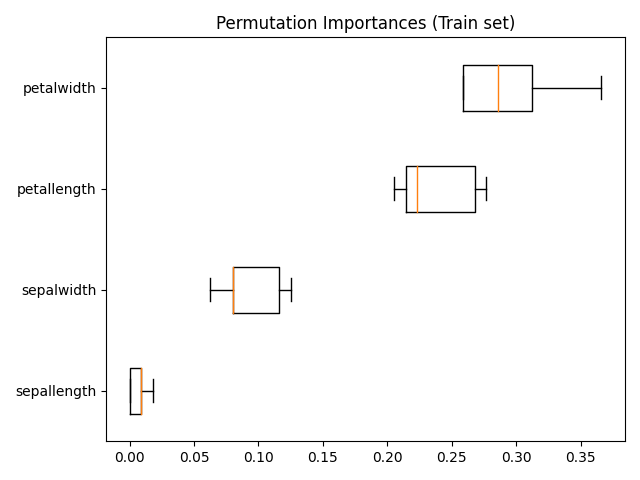 Permutation Importances (Train set)
petalwidth
petallength
sepalwidth
sepallength
0.00 0.05 0.10 0.15 0.20 0.25 0.30 0.35